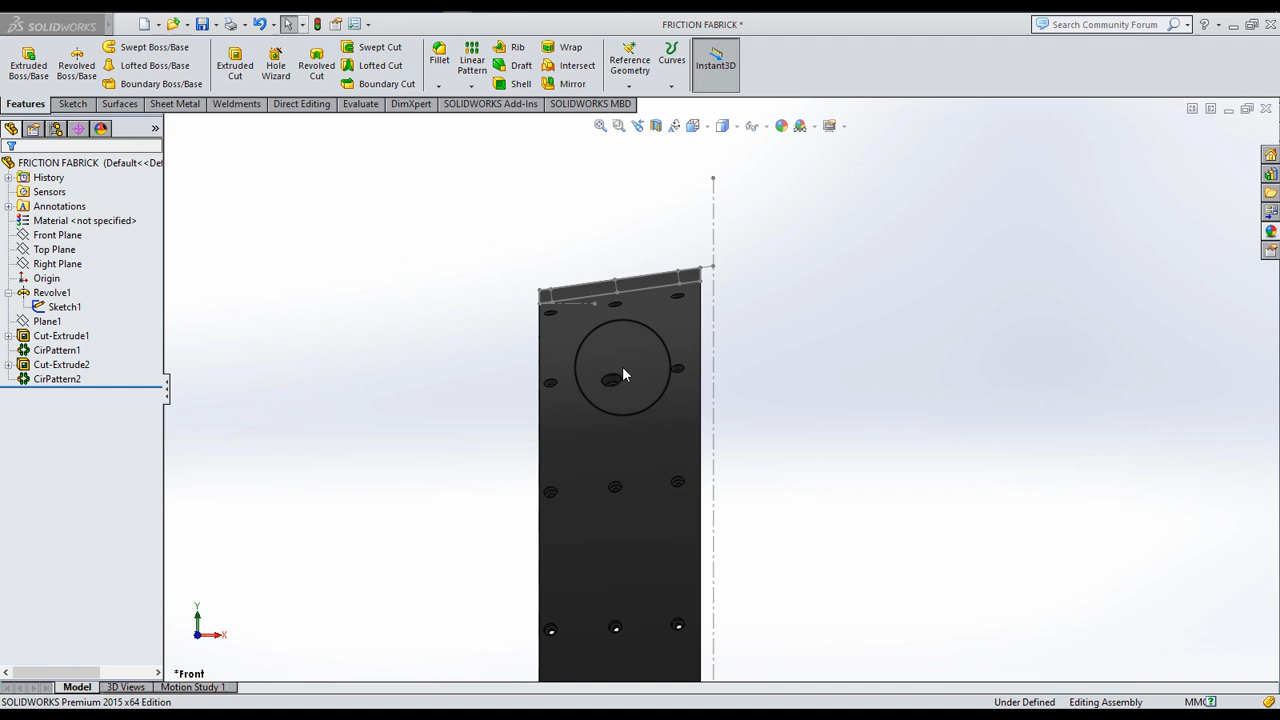 SOLIDWORKS
FRICTION FABRICK *
Search Community Forum
Extruded Boss/Base
Revolved Boss/Base
Swept Boss/Base
Lofted Boss/Base
Boundary Boss/Base
Extruded Cut
Hole Wizard
Revolved Cut
Swept Cut
Lofted Cut
Boundary Cut
Fillet
Linear Pattern
Rib
Draft
Shell
Wrap
Intersect
Mirror
Reference Geometry
Curves
Instant3D
Features
Sketch
Surfaces
Sheet Metal
Weldments
Direct Editing
Evaluate
DimXpert
SOLIDWORKS Add-Ins
SOLIDWORKS MBD
FRICTION FABRICK (Default<<Def
History
Sensors
Annotations
Material <not specified>
Front Plane
Top Plane
Right Plane
Origin
Revolve1
Sketch1
Plane1
Cut-Extrude1
CirPattern1
Cut-Extrude2
CirPattern2
Y
X
*Front
Model
3D Views
Motion Study 1
SOLIDWORKS Premium 2015 x64 Edition
Under Defined
Editing Assembly